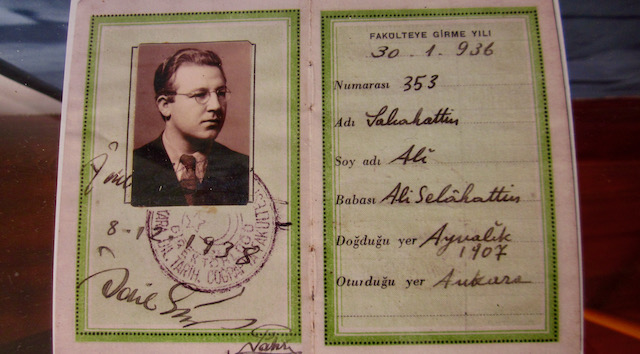 8-1-1938
FAKÜLTEYE GİRME YILI
30.1.936
Numarası 353
Adı Sabahattin
Soy adı Ali
Babası Ali Selâhattin
Doğduğu yer Ayvalık
1907
Oturduğu yer Ankara